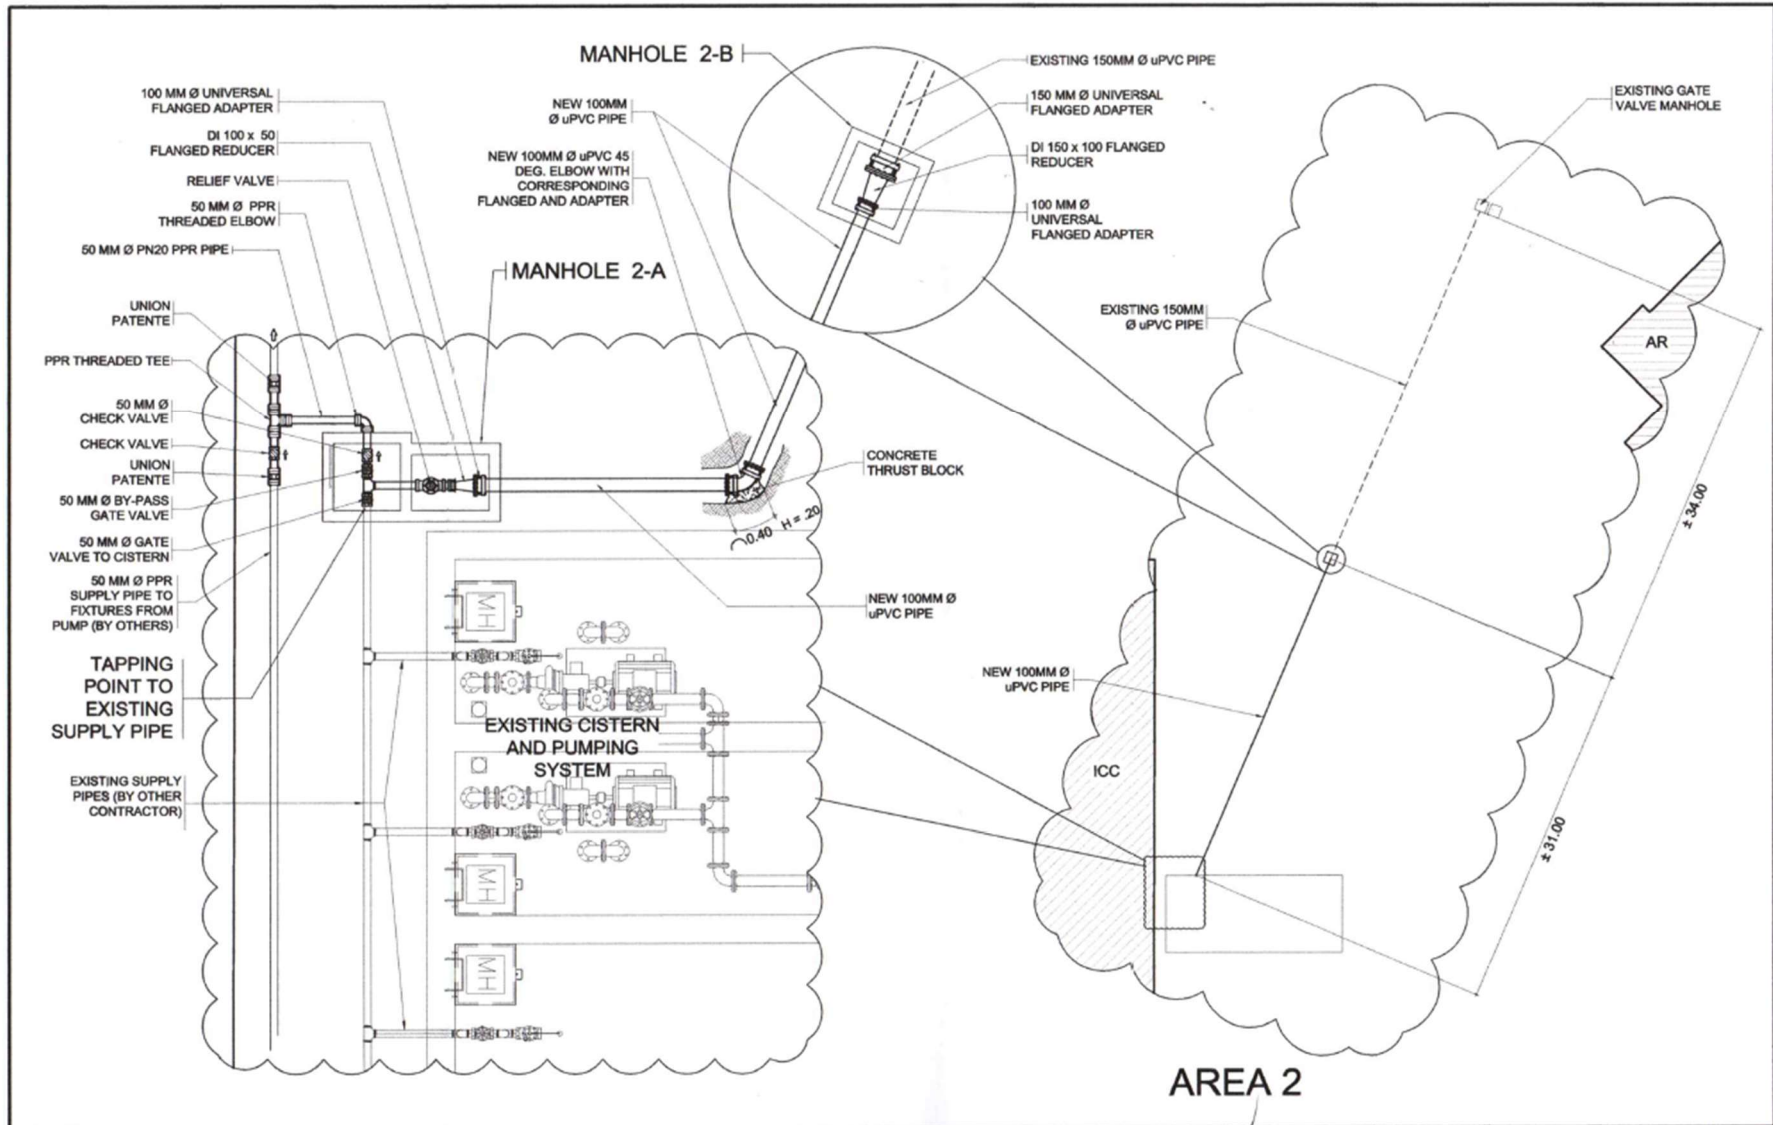 MANHOLE 2-B
EXISTING 150MM Ø uPVC PIPE
150 MM Ø UNIVERSAL
FLANGED ADAPTER
DI 150 x 100 FLANGED
REDUCER
100 MM Ø
UNIVERSAL
FLANGED ADAPTER
NEW 100MM
Ø uPVC PIPE
NEW 100MM Ø uPVC 45
DEG. ELBOW WITH
CORRESPONDING
FLANGED AND ADAPTER
100 MM Ø UNIVERSAL
FLANGED ADAPTER
DI 100 x 50
FLANGED REDUCER
RELIEF VALVE
50 MM Ø PPR
THREADED ELBOW
50 MM Ø PN20 PPR PIPE
MANHOLE 2-A
UNION
PATENTE
PPR THREADED TEE
50 MM Ø
CHECK VALVE
CHECK VALVE
UNION
PATENTE
50 MM Ø BY-PASS
GATE VALVE
50 MM Ø GATE
VALVE TO CISTERN
50 MM Ø PPR
SUPPLY PIPE TO
FIXTURES FROM
PUMP (BY OTHERS)
TAPPING
POINT TO
EXISTING
SUPPLY PIPE
EXISTING SUPPLY
PIPES (BY OTHER
CONTRACTOR)
CONCRETE
THRUST BLOCK
0.40
H = .20
NEW 100MM Ø
uPVC PIPE
MH
EXISTING CISTERN
AND PUMPING
SYSTEM
MH
MH
EXISTING GATE
VALVE MANHOLE
EXISTING 150MM
Ø uPVC PIPE
AR
± 34.00
NEW 100MM Ø
uPVC PIPE
ICC
± 31.00
AREA 2